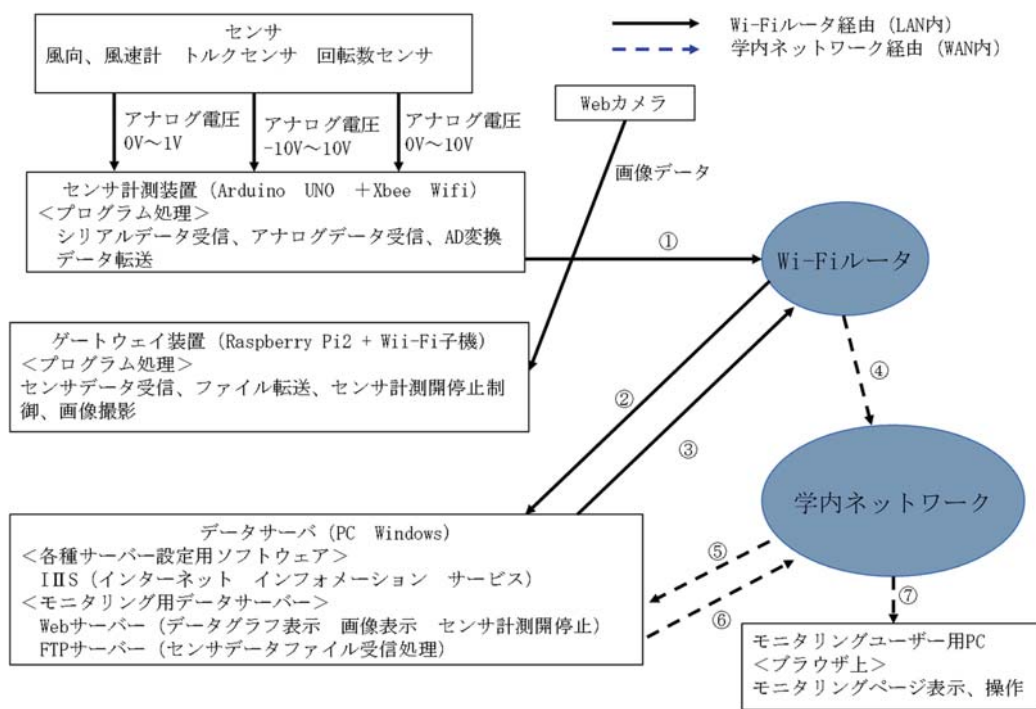 センサ
風向、風速計　トルクセンサ　回転数センサ
Wi-Fiルータ経由（LAN内）
学内ネットワーク経由（WAN内）
アナログ電圧
0V～1V
アナログ電圧
-10V～10V
アナログ電圧
0V～10V
Webカメラ
画像データ
センサ計測装置（Arduino　UNO　＋Xbee　Wifi）
＜プログラム処理＞
シリアルデータ受信、アナログデータ受信、AD変換
データ転送
①
Wi-Fiルータ
ゲートウェイ装置（Raspberry Pi2 + Wii-Fi子機）
＜プログラム処理＞
センサデータ受信、ファイル転送、センサ計測開停止制
御、画像撮影
②
③
④
学内ネットワーク
データサーバ（PC　Windows）
＜各種サーバー設定用ソフトウェア＞
IⅡS（インターネット　インフォメーション　サービス）
＜モニタリング用データサーバー＞
Webサーバー（データグラフ表示　画像表示　センサ計測開停止）
FTPサーバー（センサデータファイル受信処理）
⑤
⑥
⑦
モニタリングユーザー用PC
＜ブラウザ上＞
モニタリングページ表示、操作